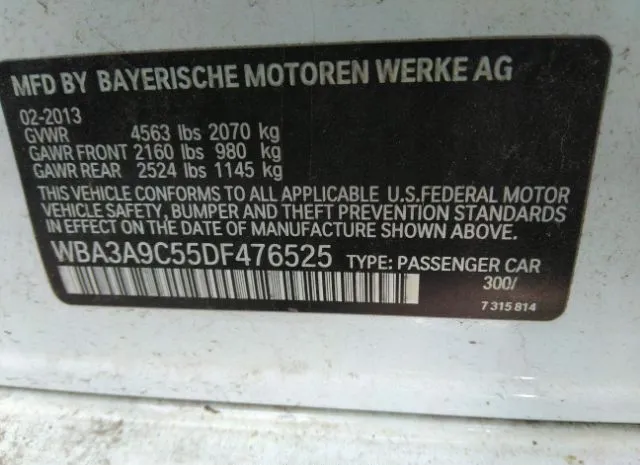 MFD BY BAYERISCHE MOTOREN WERKE AG
02-2013
GVWR 4563 lbs 2070 kg
GAWR FRONT 2160 lbs 980 kg
GAWR REAR 2524 lbs 1145 kg
THIS VEHICLE CONFORMS TO ALL APPLICABLE U.S.FEDERAL MOTOR
VEHICLE SAFETY, BUMPER AND THEFT PREVENTION STANDARDS
IN EFFECT ON THE DATE OF MANUFACTURE SHOWN ABOVE.
WBA3A9C55DF476525 TYPE: PASSENGER CAR
300/
7 315 814